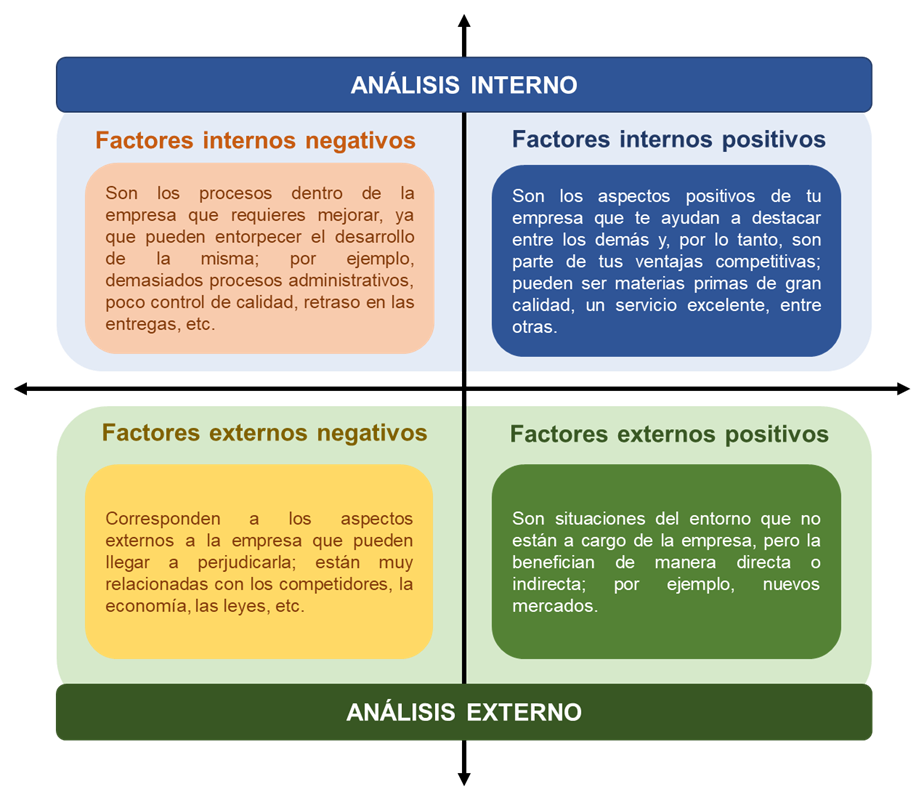 ANÁLISIS INTERNO
Factores internos negativos
Son los procesos dentro de la
empresa que requieres mejorar, ya
que pueden entorpecer el desarrollo
de la misma; por ejemplo,
demasiados procesos administrativos,
poco control de calidad, retraso en las
entregas, etc.
Factores internos positivos
Son los aspectos positivos de tu
empresa que te ayudan a destacar
entre los demás y, por lo tanto, son
parte de tus ventajas competitivas;
pueden ser materias primas de gran
calidad, un servicio excelente, entre
otras.
Factores externos negativos
Corresponden a los aspectos
externos a la empresa que pueden
llegar a perjudicarla; están muy
relacionadas con los competidores, la
economía, las leyes, etc.
Factores externos positivos
Son situaciones del entorno que no
están a cargo de la empresa, pero la
benefician de manera directa o
indirecta; por ejemplo, nuevos
mercados.
ANÁLISIS EXTERNO